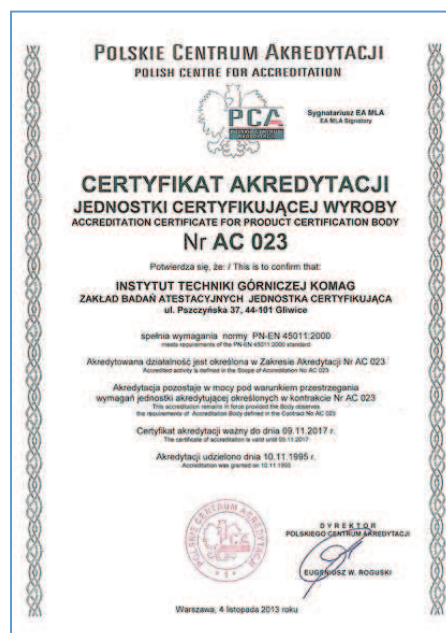 POLSKIE CENTRUM AKREDYTACJI
POLISH CENTRE FOR ACCREDITATION
PCA
POLSKIE CENTRUM
AKREDYTACJI
Sygnatariusz EA MLA
EA MLA Signatory
CERTYFIKAT AKREDYTACJI
JEDNOSTKI CERTYFIKUJĄCEJ WYROBY
ACCREDITATION CERTIFICATE FOR PRODUCT CERTIFICATION BODY
Nr AC 023
Potwierdza się, że: / This is to confirm that:
INSTYTUT TECHNIKI GÓRNICZEJ KOMAG
ZAKŁAD BADAŃ ATESTACYJNYCH JEDNOSTKA CERTYFIKUJĄCA
ul. Pszczyńska 37, 44-101 Gliwice
spełnia wymagania normy PN-EN 45011:2000
meets requirements of the PN-EN 45011:2000 standard
Akredytowana działalność jest określona w Zakresie Akredytacji Nr AC 023
Accredited activity is defined in the Scope of Accreditation No AC 023
Akredytacja pozostaje w mocy pod warunkiem przestrzegania
wymagań jednostki akredytującej określonych w kontrakcie Nr AC 023
This accreditation remains in force provided the Body observes
the requirements of Accreditation Body defined in the Contract No AC 023
Certyfikat akredytacji ważny do dnia 09.11.2017 r.
The certificate of accreditation is valid until 09.11.2017
Akredytacji udzielono dnia 10.11.1995 r.
Accreditation was granted on 10.11.1995
POLSKIE CENTRUM AKREDYTACJI
DYREKTOR
POLSKIEGO CENTRUM AKREDYTACJI
EUGENIUSZ W. ROGUSKI
Warszawa, 4 listopada 2013 roku